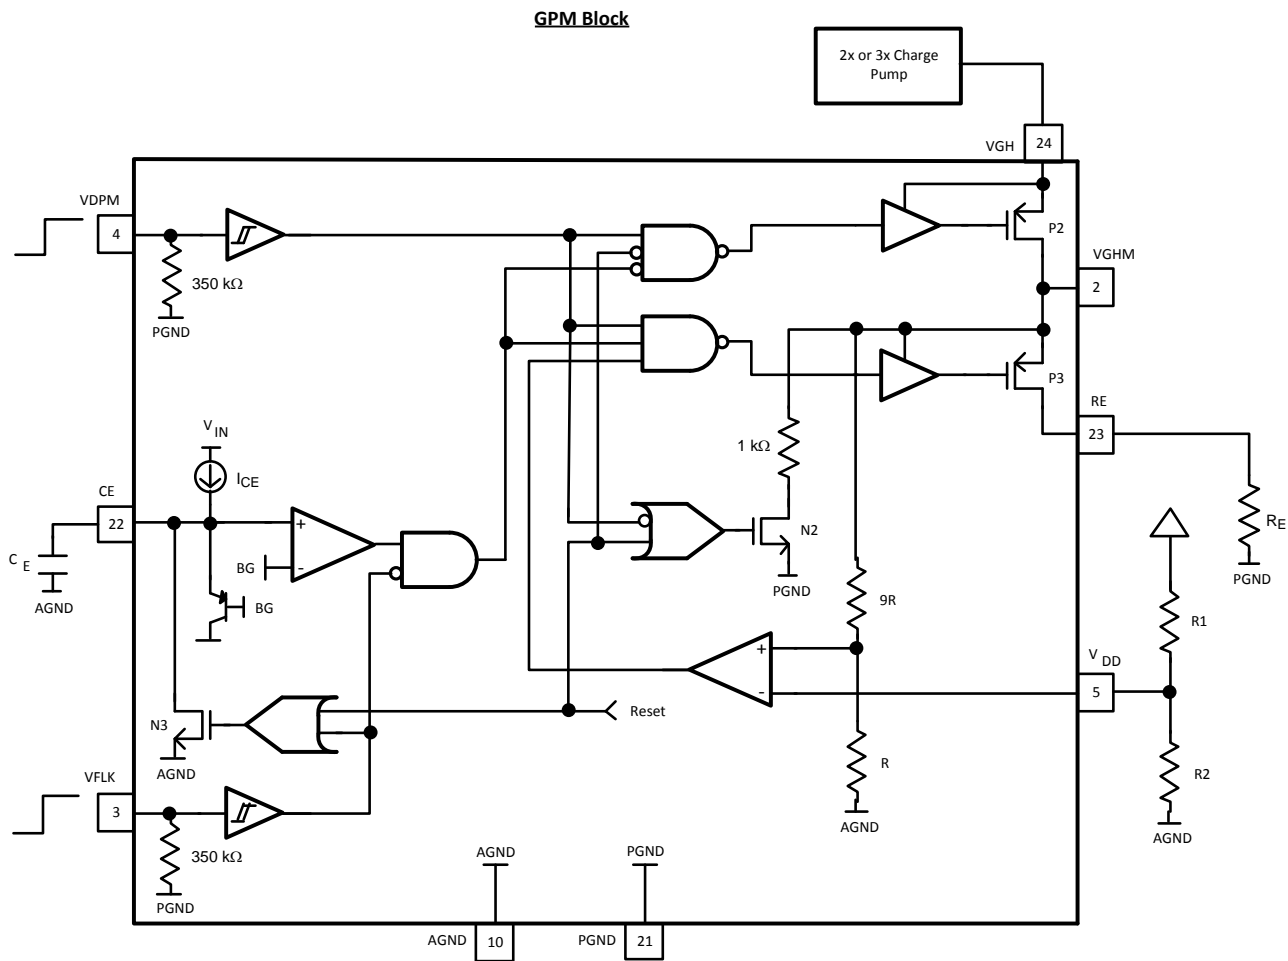 GPM Block
2x or 3x Charge
Pump
VGH
24
VDPM
4
350 kΩ
PGND
P2
VGHM
2
P3
RE
23
1 kΩ
V IN
I CE
CE
22
C E
AGND
BG
BG
N2
PGND
9R
R E
PGND
R1
V DD
5
Reset
N3
AGND
R
R2
AGND
AGND
VFLK
3
350 kΩ
PGND
AGND
PGND
AGND
10
PGND
21
+
-
+
-